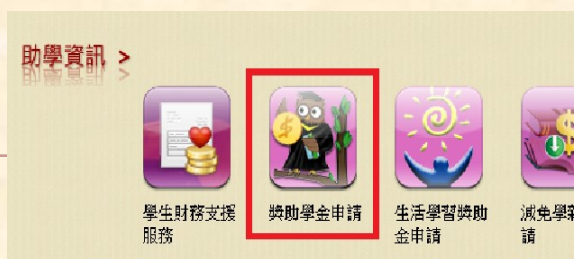 助學資訊 >
學生財務支援
服務
獎助學金申請
生活學習獎助
金申請
減免學雜
請